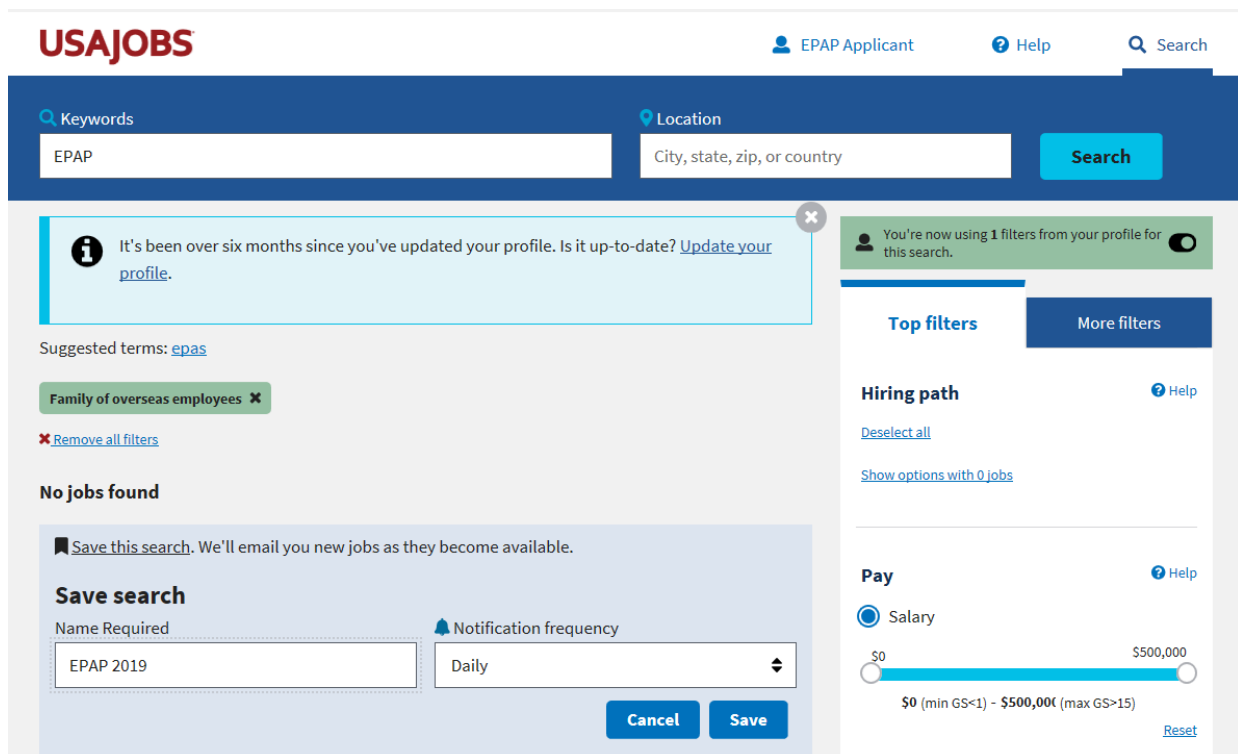 USAJOBS
EPAP Applicant
Help
Search
Keywords
Location
EPAP
City, state, zip, or country
Search
It's been over six months since you've updated your profile. Is it up-to-date? Update your
profile.
You're now using 1 filters from your profile for
this search.
Top filters
More filters
Suggested terms: epas
Family of overseas employees
Remove all filters
No jobs found
Save this search. We'll email you new jobs as they become available.
Save search
Name Required
Notification frequency
EPAP 2019
Daily
Cancel
Save
Hiring path
Help
Deselect all
Show options with 0 jobs
Pay
Help
Salary
$0
$500,000
$0 (min GS<1) - $500,00( (max GS>15)
Reset